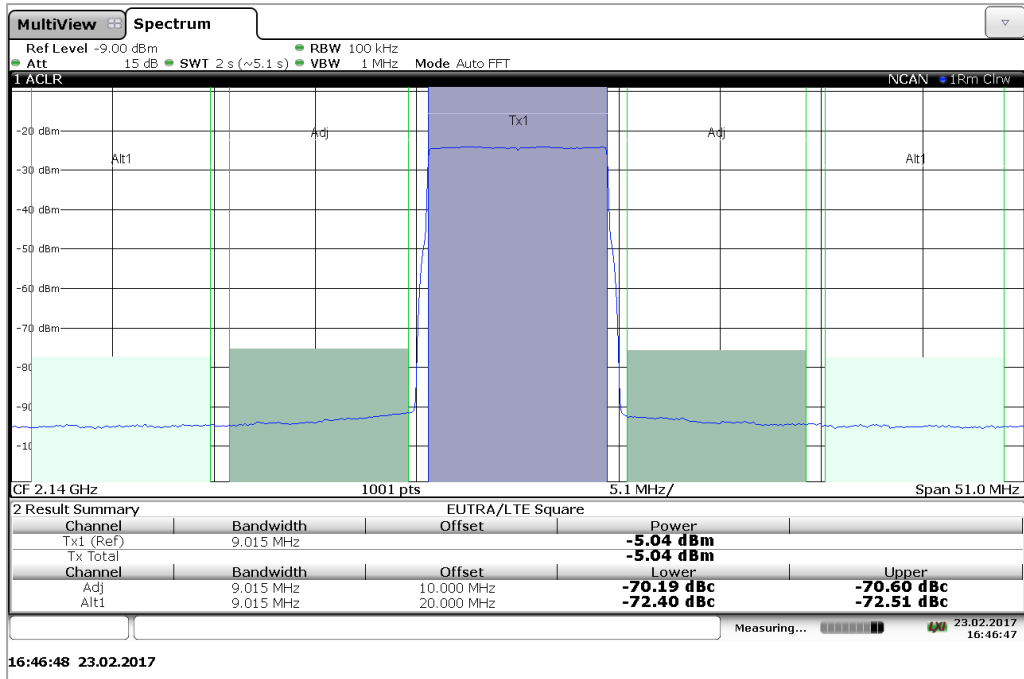 MultiView Spectrum
Ref Level -9.00 dBm RBW 100 kHz
Att 15 dB SWT 2 s (~5.1 s) VBW 1 MHz Mode Auto FFT
1 ACLR NCAN 1Rm Clrw
Tx1
-20 dBm Adj Adj
Alt1 Alt1
-30 dBm
-40 dBm
-50 dBm
-60 dBm
-70 dBm
-80
-90
-10
CF 2.14 GHz 1001 pts 5.1 MHz/ Span 51.0 MHz
2 Result Summary EUTRA/LTE Square
Channel Bandwidth Offset Power
Tx1 (Ref) 9.015 MHz -5.04 dBm
Tx Total -5.04 dBm
Channel Bandwidth Offset Lower Upper
Adj 9.015 MHz 10.000 MHz -70.19 dBc -70.60 dBc
Alt1 9.015 MHz 20.000 MHz -72.40 dBc -72.51 dBc
Measuring... LXI 23.02.2017
16:46:47
16:46:48 23.02.2017